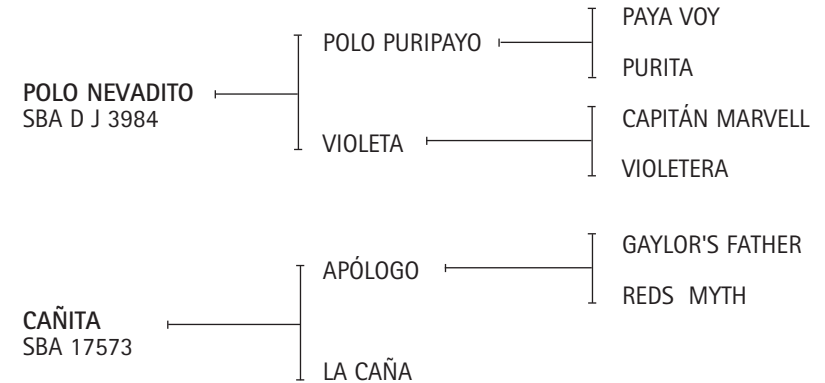 PAYA VOY
POLO PURIPAYO
PURITA
POLO NEVADITO
SBA D J 3984
CAPITÁN MARVELL
VIOLETA
VIOLETERA
GAYLOR'S FATHER
APÓLOGO
REDS MYTH
CAÑITA
SBA 17573
LA CAÑA